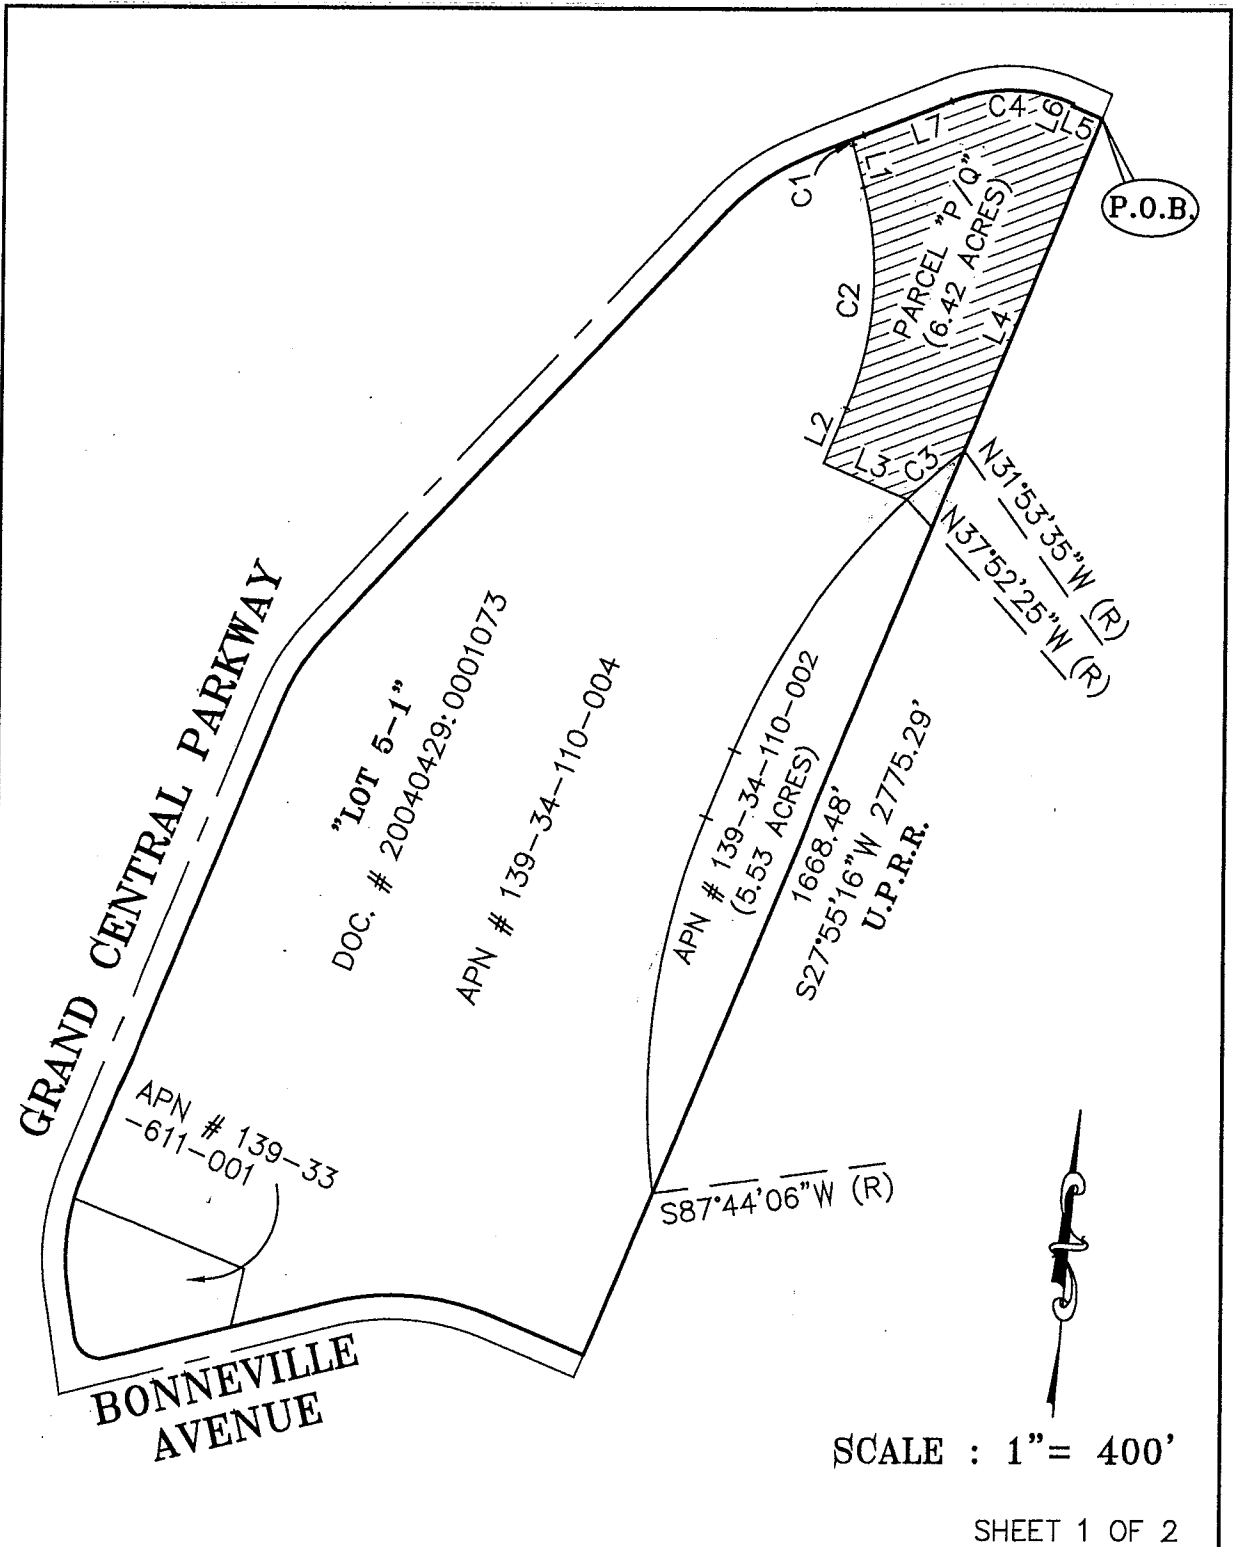 C4
L6
L5
L7
L1
C1
P.O.B.
PARCEL "P/Q"
(6.42 ACRES)
C2
L4
L2
L3
C3
N31°53'35"W (R)
N37°52'25"W (R)
GRAND CENTRAL PARKWAY
"LOT 5-1"
DOC. # 20040429:0001073
APN # 139-34-110-004
APN # 139-34-110-002
(5.53 ACRES)
1668.48'
S27°55'16"W 2775.29'
U.P.R.R.
APN # 139-33
-611-001
S87°44'06"W (R)
BONNEVILLE
AVENUE
SCALE : 1"= 400'
SHEET 1 OF 2